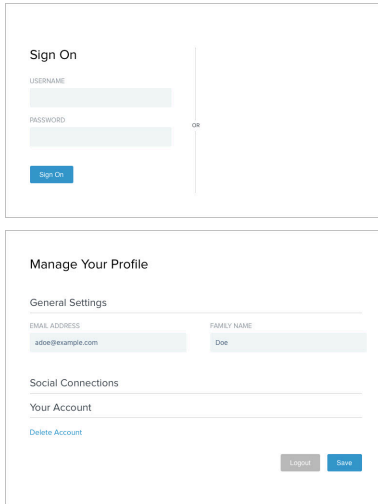 Sign On
USERNAME
PASSWORD
OR
Sign On
Manage Your Profile
General Settings
EMAIL ADDRESS
FAMILY NAME
adoe@example.com
Doe
Social Connections
Your Account
Delete Account
Logout
Save